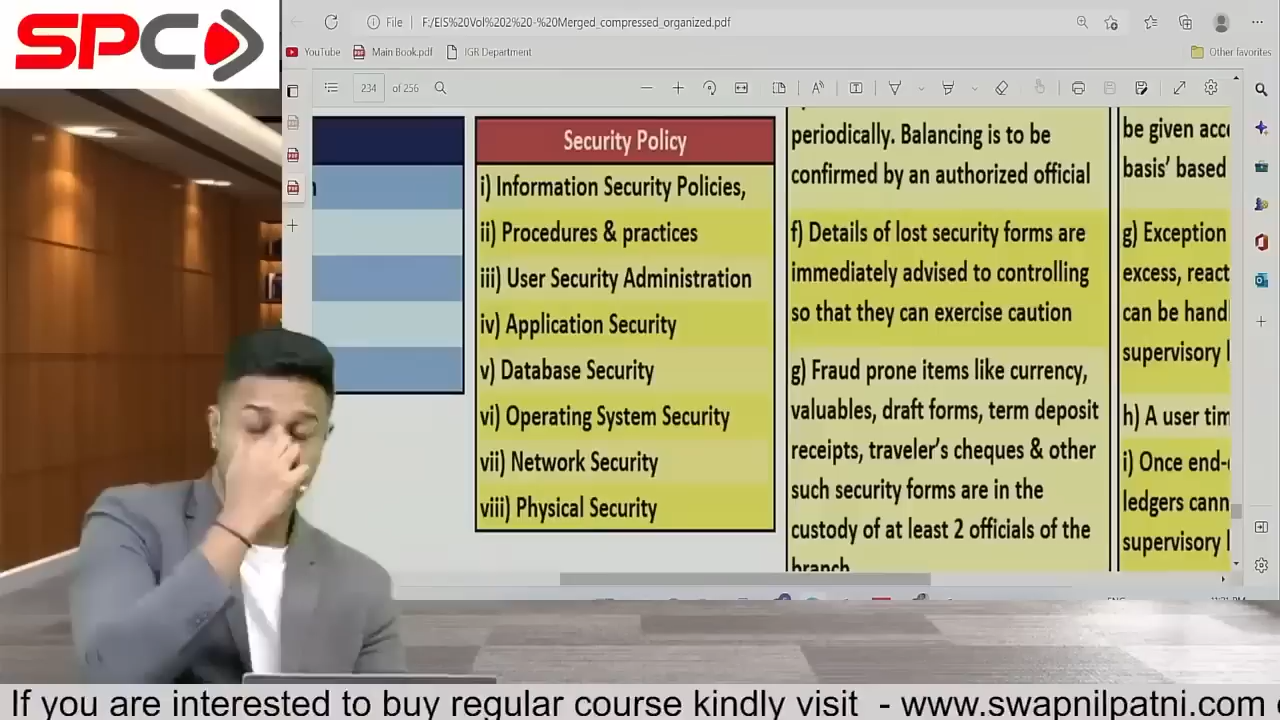 SPC
File
F:/EIS%20Vol%202%20-%20Merged_compressed_organized.pdf
YouTube
Main Book.pdf
IGR Department
Other favorites
234
of 256
Security Policy
i) Information Security Policies,
ii) Procedures & practices
iii) User Security Administration
iv) Application Security
v) Database Security
vi) Operating System Security
vii) Network Security
viii) Physical Security
periodically. Balancing is to be
confirmed by an authorized official
f) Details of lost security forms are
immediately advised to controlling
so that they can exercise caution
g) Fraud prone items like currency,
valuables, draft forms, term deposit
receipts, traveler's cheques & other
such security forms are in the
custody of at least 2 officials of the
branch
be given acce
basis' based
g) Exception
excess, react
can be hand
supervisory
h) A user tim
i) Once end-
ledgers cann
supervisory
If you are interested to buy regular course kindly visit - www.swapnilpatni.com